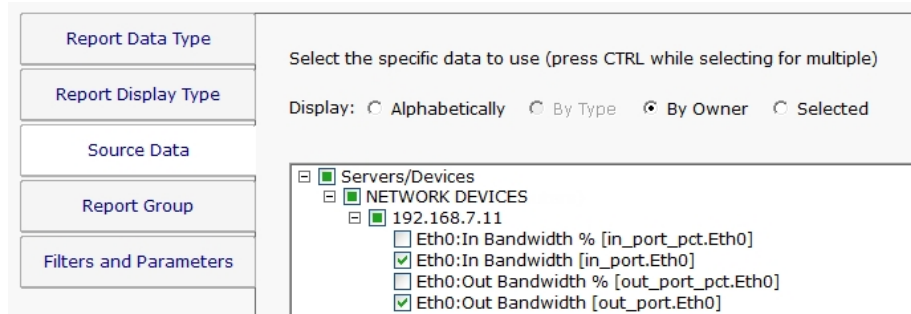 Report Data Type
Report Display Type
Source Data
Report Group
Filters and Parameters
Select the specific data to use (press CTRL while selecting for multiple)
Display: Alphabetically By Type By Owner Selected
Servers/Devices
NETWORK DEVICES
192.168.7.11
Eth0:In Bandwidth % [in_port_pct.Eth0]
Eth0:In Bandwidth [in_port.Eth0]
Eth0:Out Bandwidth % [out_port_pct.Eth0]
Eth0:Out Bandwidth [out_port.Eth0]